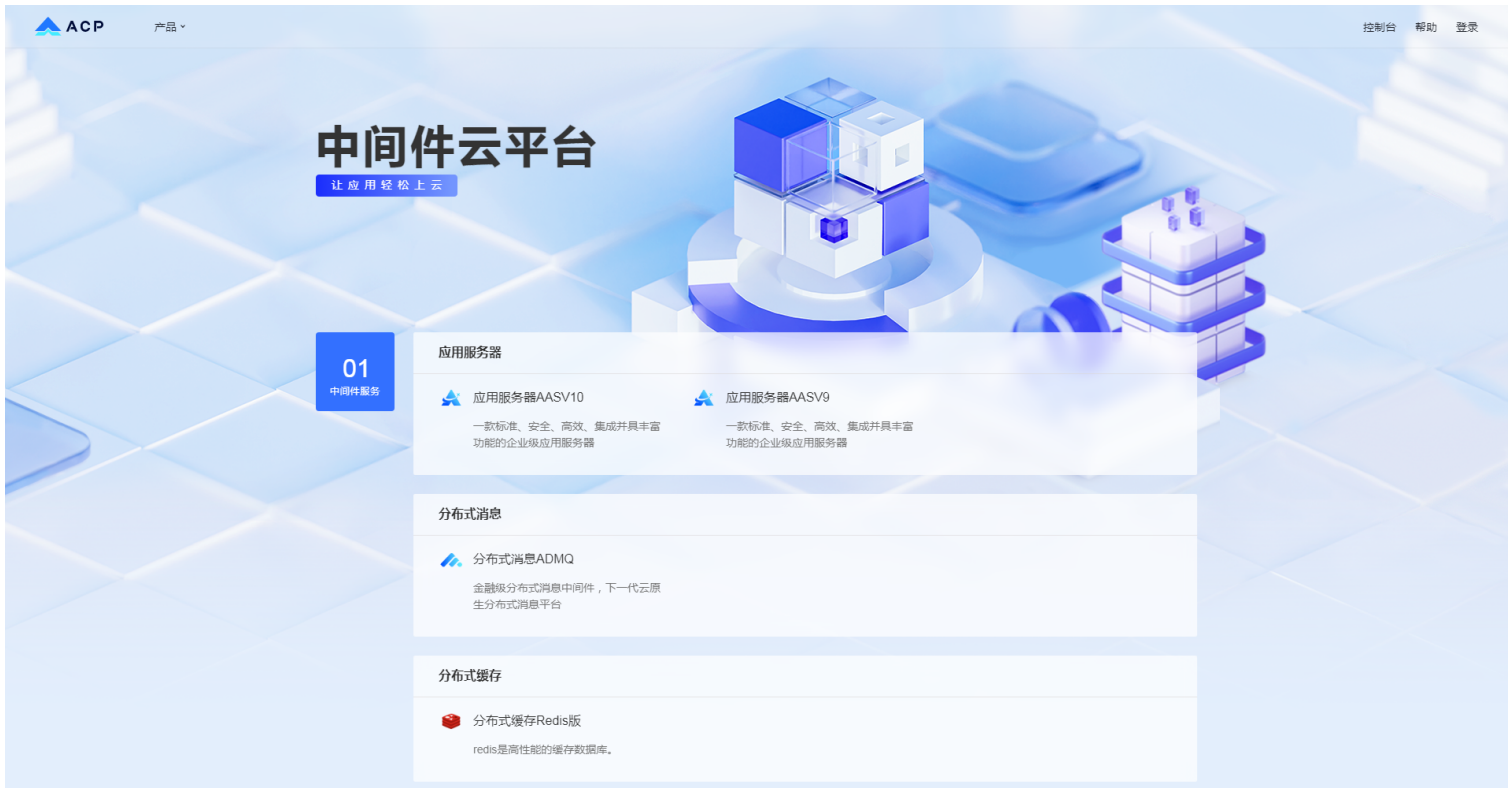 ACP
产品
控制台
帮助
登录
中间件云平台
让应用轻松上云
01
中间件服务
应用服务器
应用服务器AASV10
一款标准、安全、高效、集成并具丰富
功能的企业级应用服务器
应用服务器AASV9
一款标准、安全、高效、集成并具丰富
功能的企业级应用服务器
分布式消息
分布式消息ADMQ
金融级分布式消息中间件，下一代云原
生分布式消息平台
分布式缓存
分布式缓存Redis版
redis是高性能的缓存数据库。